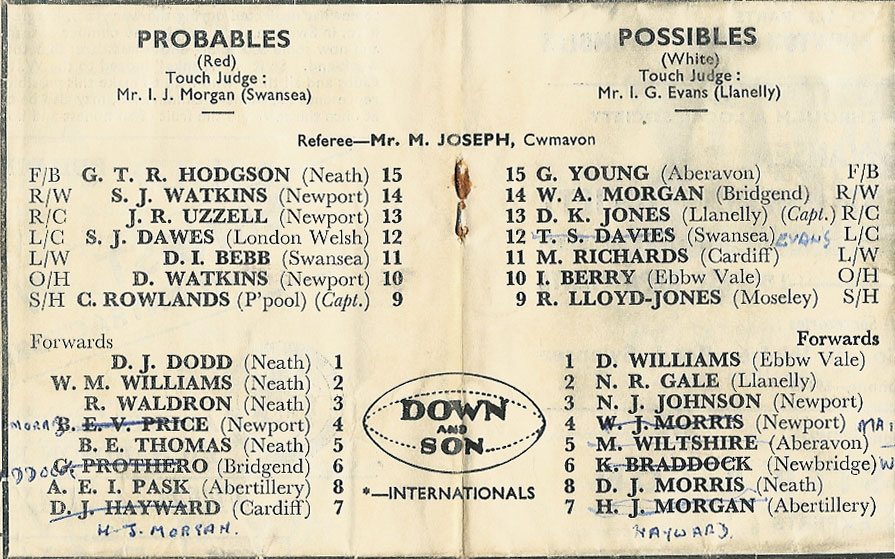 PROBABLES
(Red)
Touch Judge :
Mr. I. J. Morgan (Swansea)
POSSIBLES
(White)
Touch Judge :
Mr. I. G. Evans (Llanelly)
Referee—Mr. M. JOSEPH, Cwmavon
F/B G. T. R. HODGSON (Neath) 15
R/W S. J. WATKINS (Newport) 14
R/C J. R. UZZELL (Newport) 13
L/C S. J. DAWES (London Welsh) 12
L/W D. I. BEBB (Swansea) 11
O/H D. WATKINS (Newport) 10
S/H C. ROWLANDS (P'pool) (Capt.) 9
Forwards
D. J. DODD (Neath) 1
W. M. WILLIAMS (Neath) 2
R. WALDRON (Neath) 3
B. E. V. PRICE (Newport) 4
B. E. THOMAS (Neath) 5
G. PROTHERO (Bridgend) 6
A. E. I. PASK (Abertillery) 8
D. J. HAYWARD (Cardiff) 7
H. J. MORGAN.
15 G. YOUNG (Aberavon) F/B
14 W. A. MORGAN (Bridgend) R/W
13 D. K. JONES (Llanelly) (Capt.) R/C
12 T. S. DAVIES (Swansea) EVANS L/C
11 M. RICHARDS (Cardiff) L/W
10 I. BERRY (Ebbw Vale) O/H
9 R. LLOYD-JONES (Moseley) S/H
Forwards
1 D. WILLIAMS (Ebbw Vale)
2 N. R. GALE (Llanelly)
3 N. J. JOHNSON (Newport)
4 W. J. MORRIS (Newport)
5 M. WILTSHIRE (Aberavon)
6 K. BRADDOCK (Newbridge)
8 D. J. MORRIS (Neath)
7 H. J. MORGAN (Abertillery)
HAYWARD.
DOWN
AND
SON
*—INTERNATIONALS